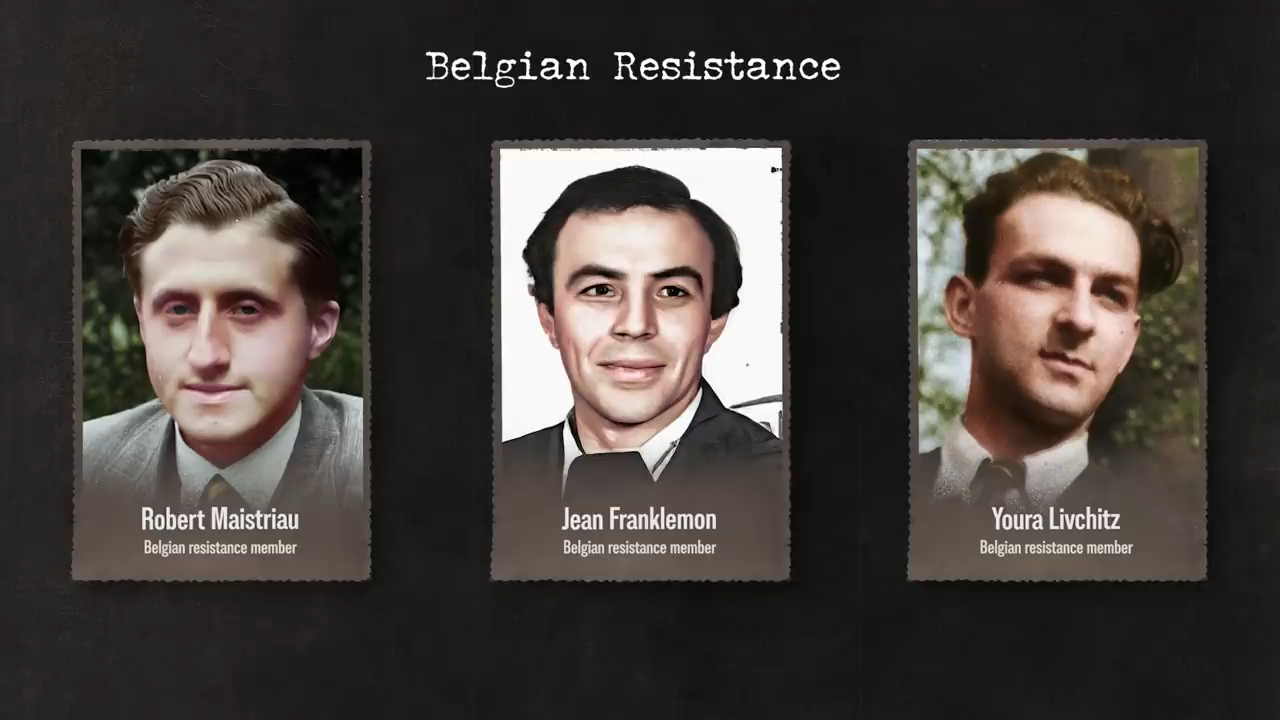 Belgian Resistance
Robert Maistriau
Belgian resistance member
Jean Franklemon
Belgian resistance member
Youra Livchitz
Belgian resistance member